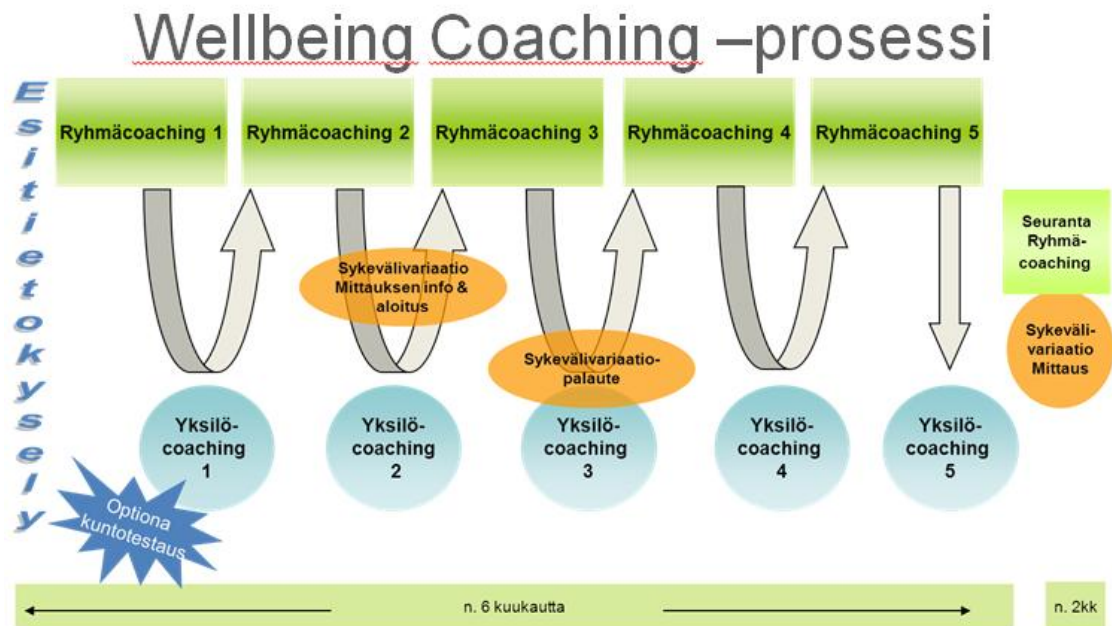 Wellbeing Coaching –prosessi
Esitietokysely
Ryhmäcoaching 1
Ryhmäcoaching 2
Ryhmäcoaching 3
Ryhmäcoaching 4
Ryhmäcoaching 5
Seuranta
Ryhmä-
coaching
Sykevälivariaatio
Mittauksen info &
aloitus
Sykevälivariaatio-
palaute
Sykeväli-
variaatio
Mittaus
Yksilö-
coaching
1
Yksilö-
coaching
2
Yksilö-
coaching
3
Yksilö-
coaching
4
Yksilö-
coaching
5
Optiona
kuntotestaus
n. 6 kuukautta
n. 2kk